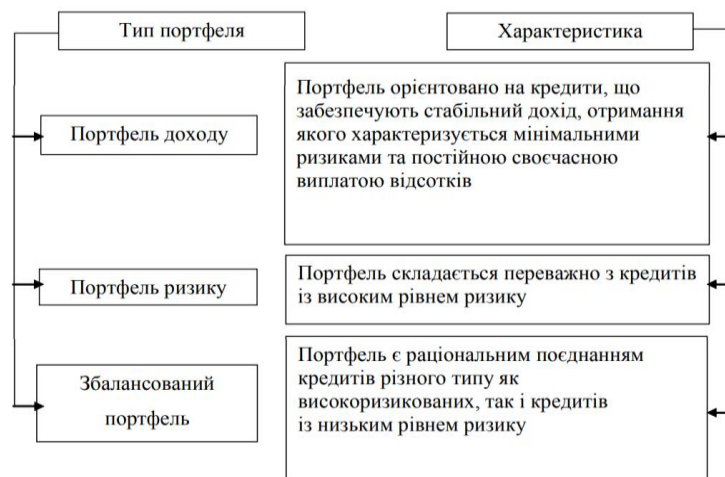 Тип портфеля
Характеристика
Портфель доходу
Портфель орієнтовано на кредити, що
забезпечують стабільний дохід, отримання
якого характеризується мінімальними
ризиками та постійною своєчасною
виплатою відсотків
Портфель ризику
Портфель складається переважно з кредитів
із високим рівнем ризику
Збалансований
портфель
Портфель є раціональним поєднанням
кредитів різного типу як
високоризикованих, так і кредитів
із низьким рівнем ризику